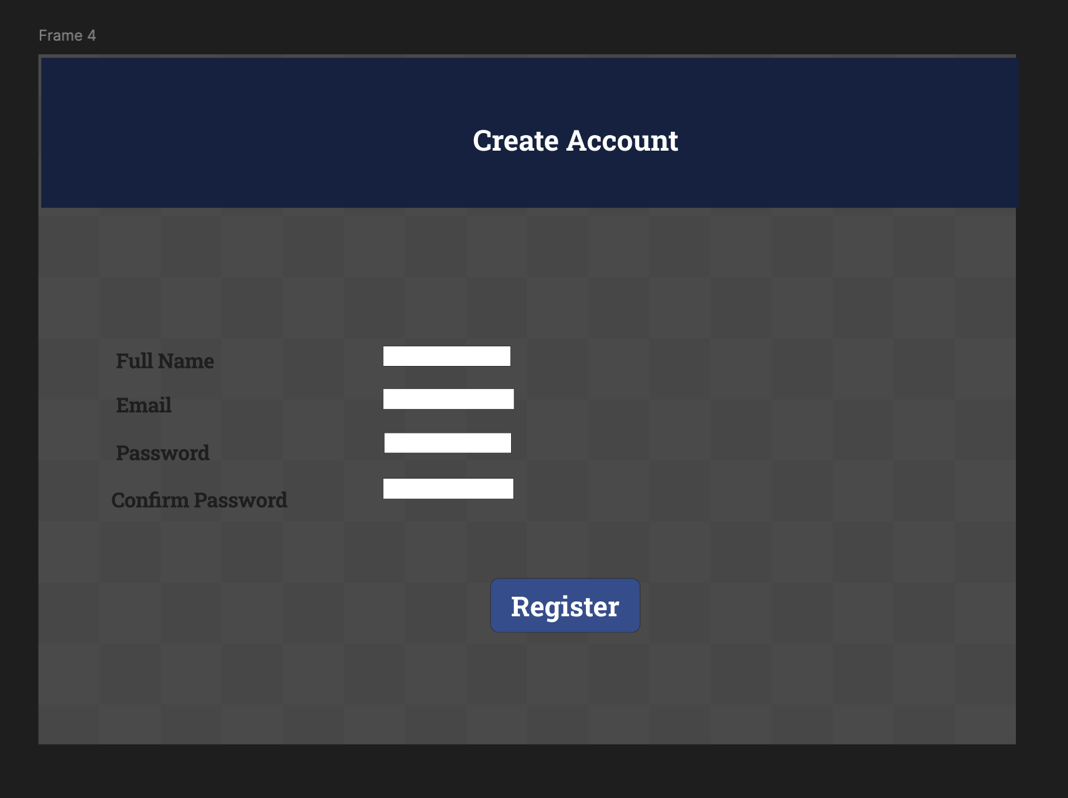 Frame 4
Create Account
Full Name
Email
Password
Confirm Password
Register